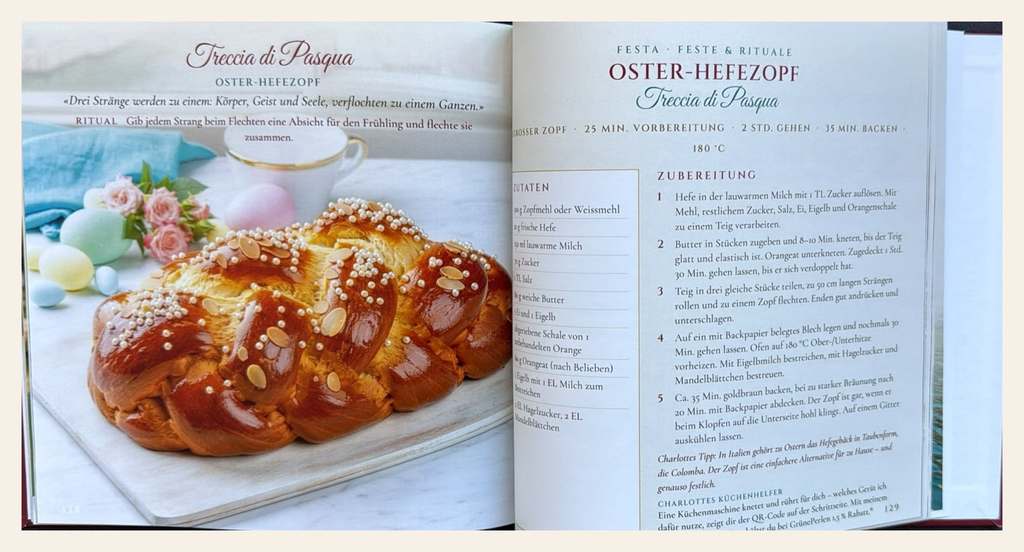 Treccia di Pasqua
OSTER-HEFEZOPF
«Drei Stränge werden zu einem: Körper, Geist und Seele, verflochten zu einem Ganzen.»
RITUAL Gib jedem Strang beim Flechten eine Absicht für den Frühling und flechte sie
zusammen.
FESTA · FESTE & RITUALE
OSTER-HEFEZOPF
Treccia di Pasqua
ZOPF · 25 MIN. VORBEREITUNG · 2 STD. GEHEN · 35 MIN. BACKEN ·
180 °C
Zopfmehl oder Weissmehl
g frische Hefe
ml lauwarme Milch
g Zucker
TL Salz
g weiche Butter
Ei und 1 Eigelb
Schale von 1
Orange
g Orangeat (nach Belieben)
Eigelb mit 1 EL Milch zum
EL Hagelzucker, 2 EL
Mandelblättchen
ZUBEREITUNG
1 Hefe in der lauwarmen Milch mit 1 TL Zucker auflösen. Mit
Mehl, restlichem Zucker, Salz, Ei, Eigelb und Orangenschale
zu einem Teig verarbeiten.
2 Butter in Stücken zugeben und 8–10 Min. kneten, bis der Teig
glatt und elastisch ist. Orangeat unterkneten. Zugedeckt 1 Std.
30 Min. gehen lassen, bis er sich verdoppelt hat.
3 Teig in drei gleiche Stücke teilen, zu 50 cm langen Strängen
rollen und zu einem Zopf flechten. Enden gut andrücken und
unterschlagen.
4 Auf ein mit Backpapier belegtes Blech legen und nochmals 30
Min. gehen lassen. Ofen auf 180 °C Ober-/Unterhitze
vorheizen. Mit Eigelbmilch bestreichen, mit Hagelzucker und
Mandelblättchen bestreuen.
5 Ca. 35 Min. goldbraun backen, bei zu starker Bräunung nach
20 Min. mit Backpapier abdecken. Der Zopf ist gar, wenn er
beim Klopfen auf die Unterseite hohl klingt. Auf einem Gitter
auskühlen lassen.
Charlottes Tipp: In Italien gehört zu Ostern das Hefegebäck in Taubenform,
die Colomba. Der Zopf ist eine einfachere Alternative für zu Hause – und
genauso festlich.
CHARLOTTES KÜCHENHELFER
Eine Küchenmaschine knetet und rührt für dich – welches Gerät ich
dafür nutze, zeigt dir der QR-Code auf der Schrittseite. Mit meinem
du bei GrünePerlen 15 % Rabatt.*
129